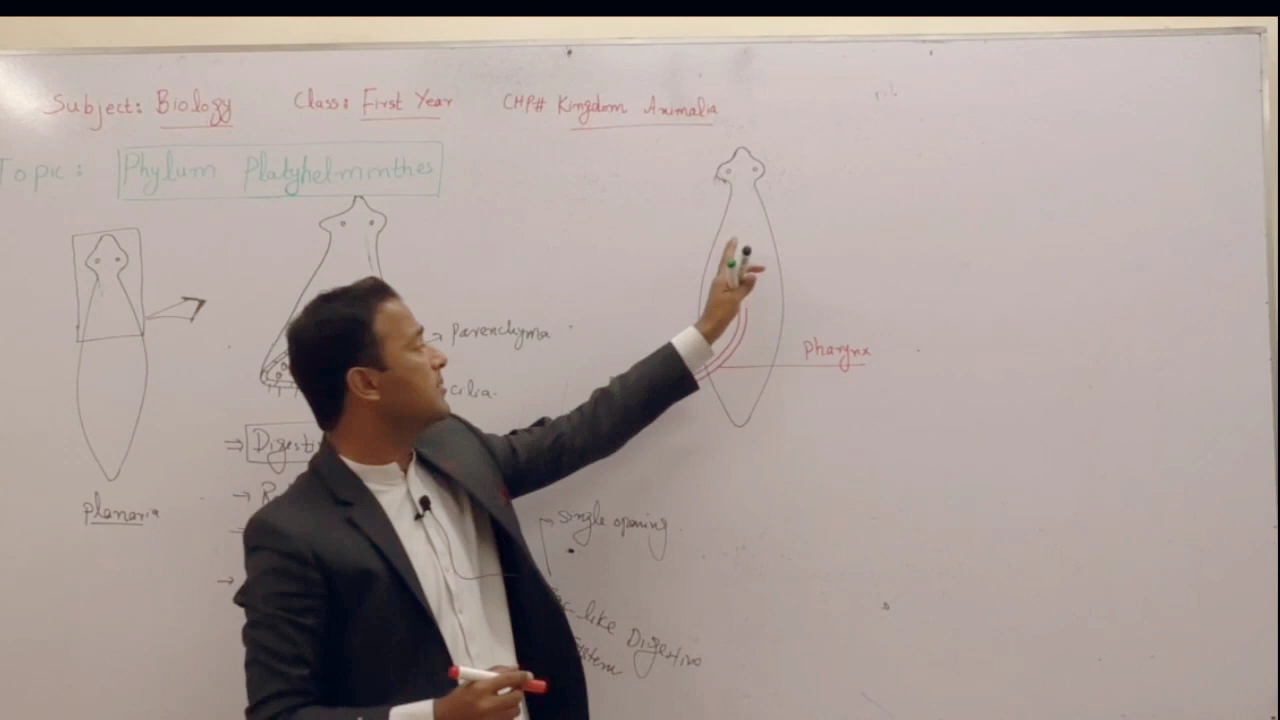 Subject: Biology Class: First Year CHP# Kingdom Animalia
Topic: Phylum Platyhelminthes
Parenchyma
cilia.
Pharynx
planaria
single opening
like Digestive